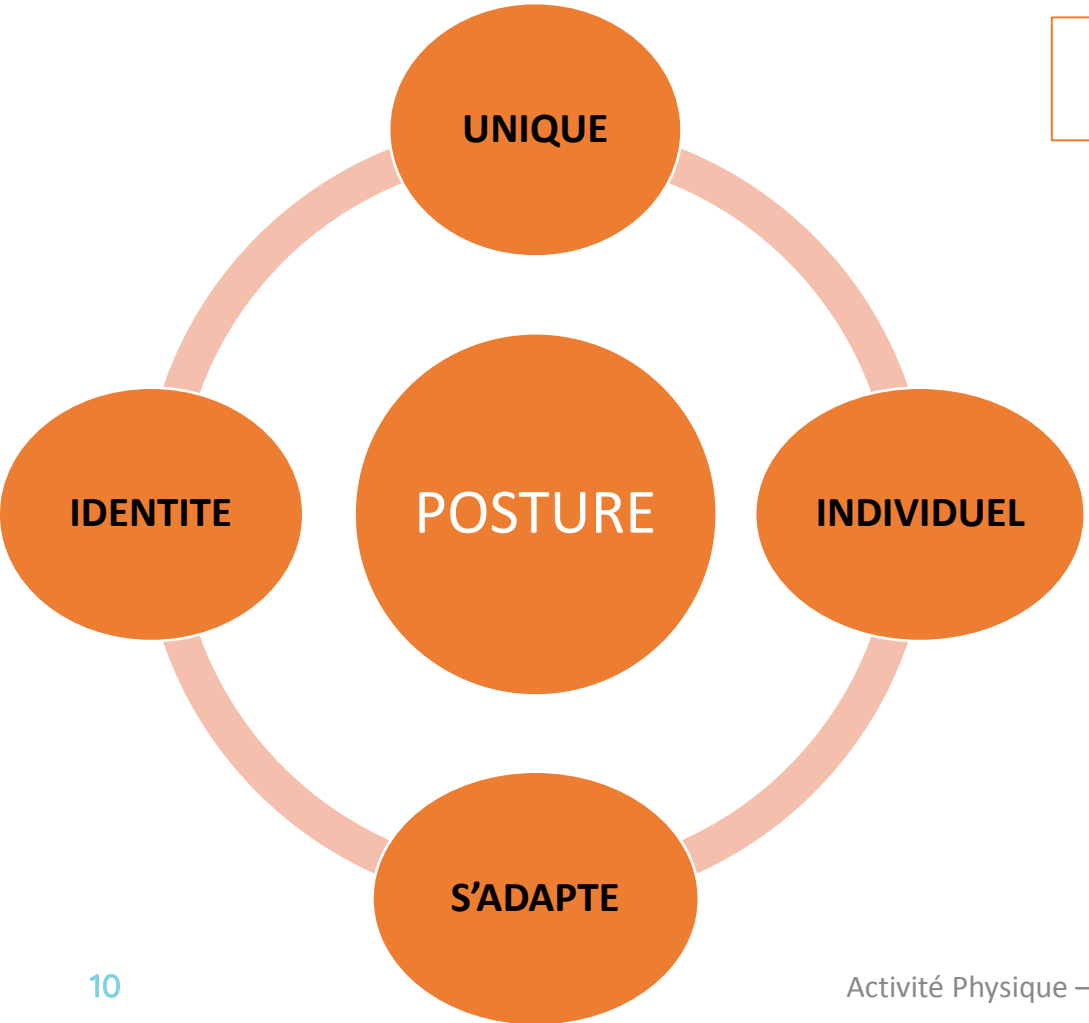 UNIQUE
IDENTITE
POSTURE
INDIVIDUEL
S’ADAPTE
10
Activité Physique –